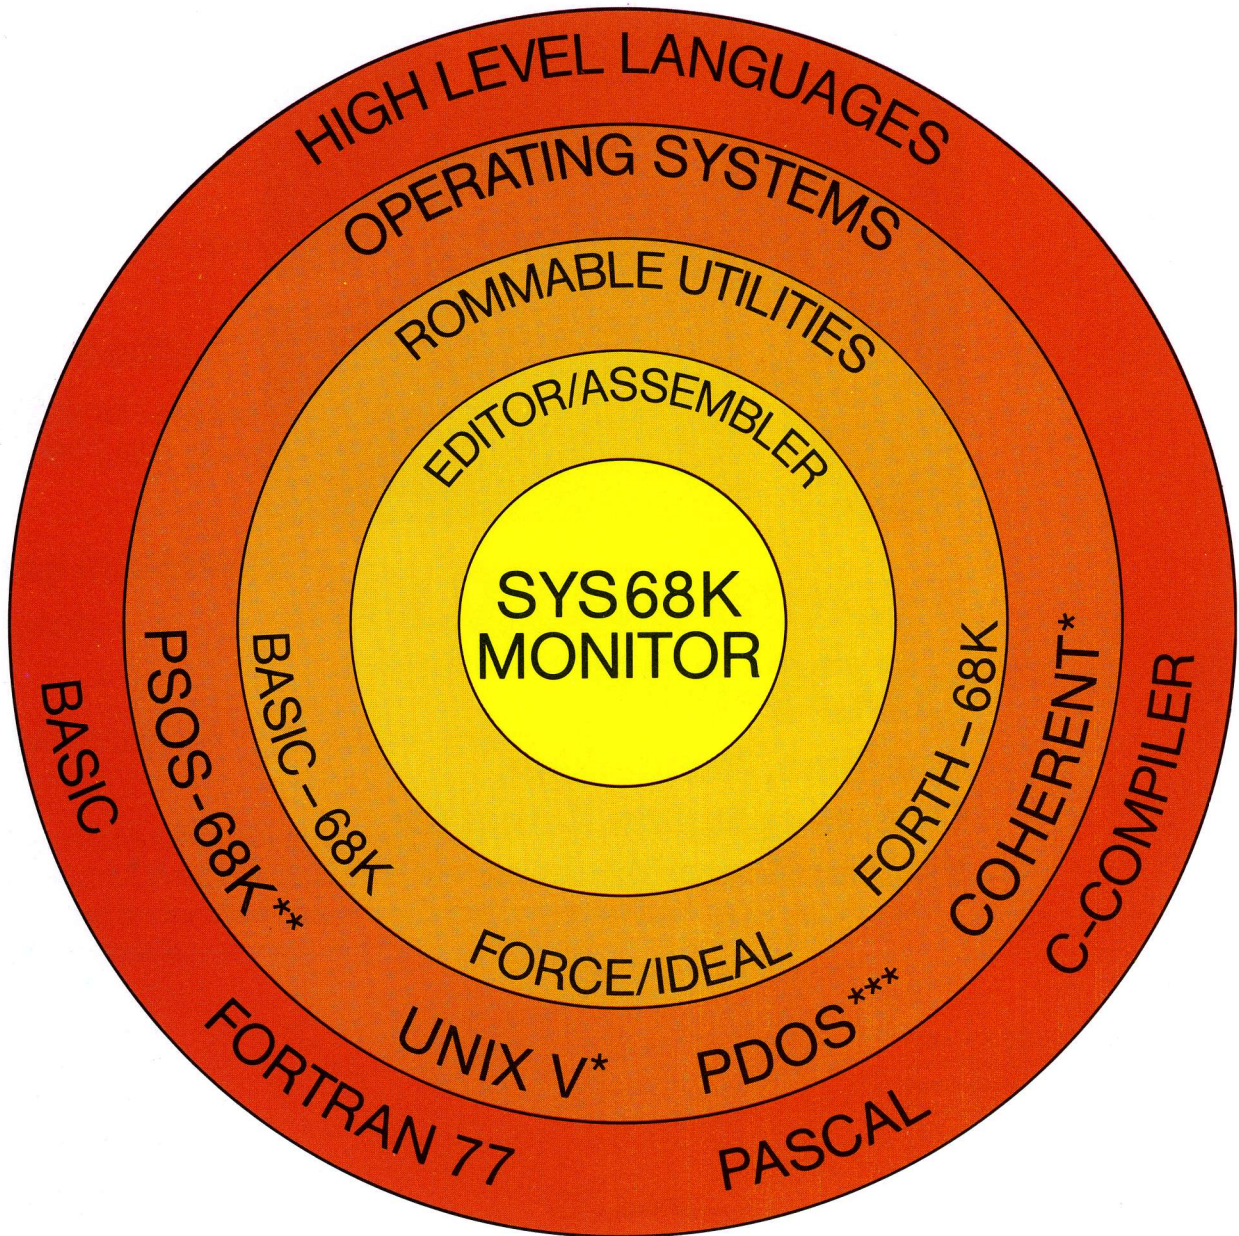 HIGH LEVEL LANGUAGES
OPERATING SYSTEMS
ROMMABLE UTILITIES
EDITOR/ASSEMBLER
SYS68K
MONITOR
BASIC-68K
FORCE/IDEAL
FORTH-68K
PSOS-68K**
UNIX V*
PDOS***
COHERENT*
BASIC
FORTRAN 77
PASCAL
C-COMPILER